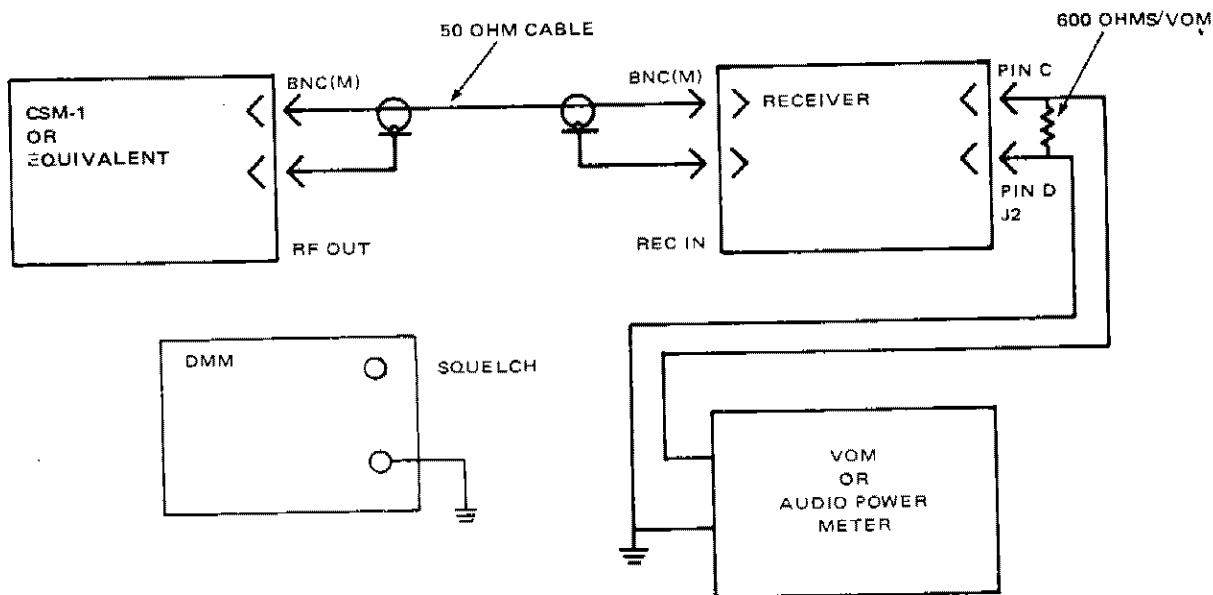 50 OHM CABLE
600 OHMS/VOM
BNC(M)
BNC(M)
PIN C
CSM-1
OR
EQUIVALENT
RECEIVER
PIN D
J2
RF OUT
REC IN
DMM
SQUELCH
VOM
OR
AUDIO POWER
METER